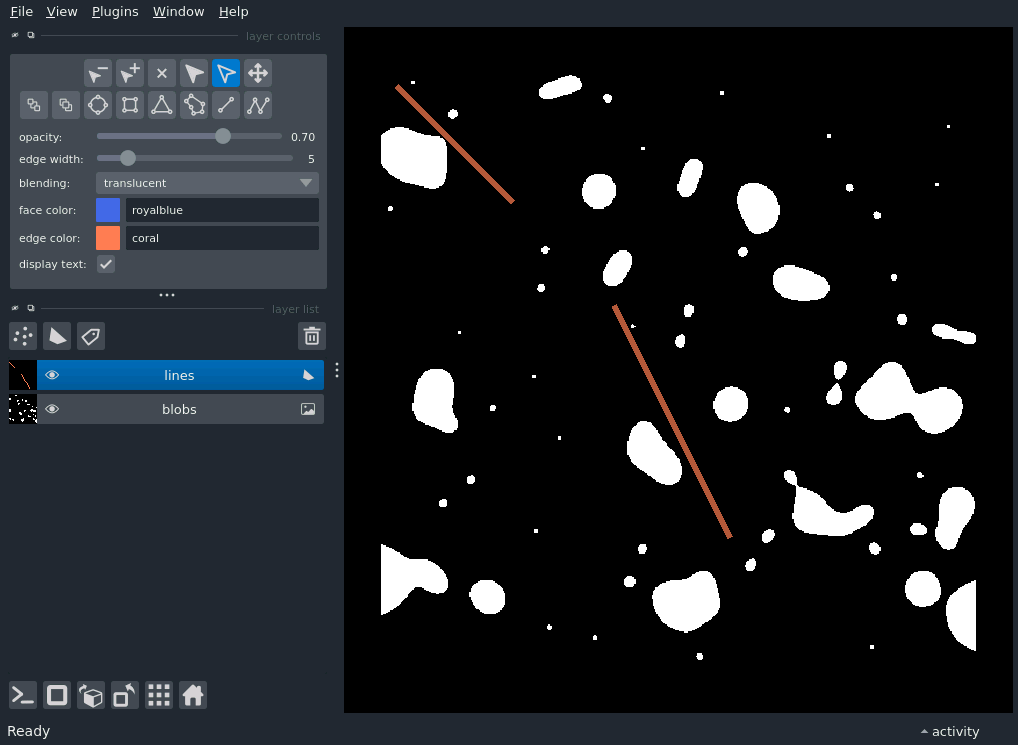 File View Plugins Window Help
layer controls
opacity: 0.70
edge width: 5
blending: translucent
face color: royalblue
edge color: coral
display text:
layer list
lines
blobs
Ready activity